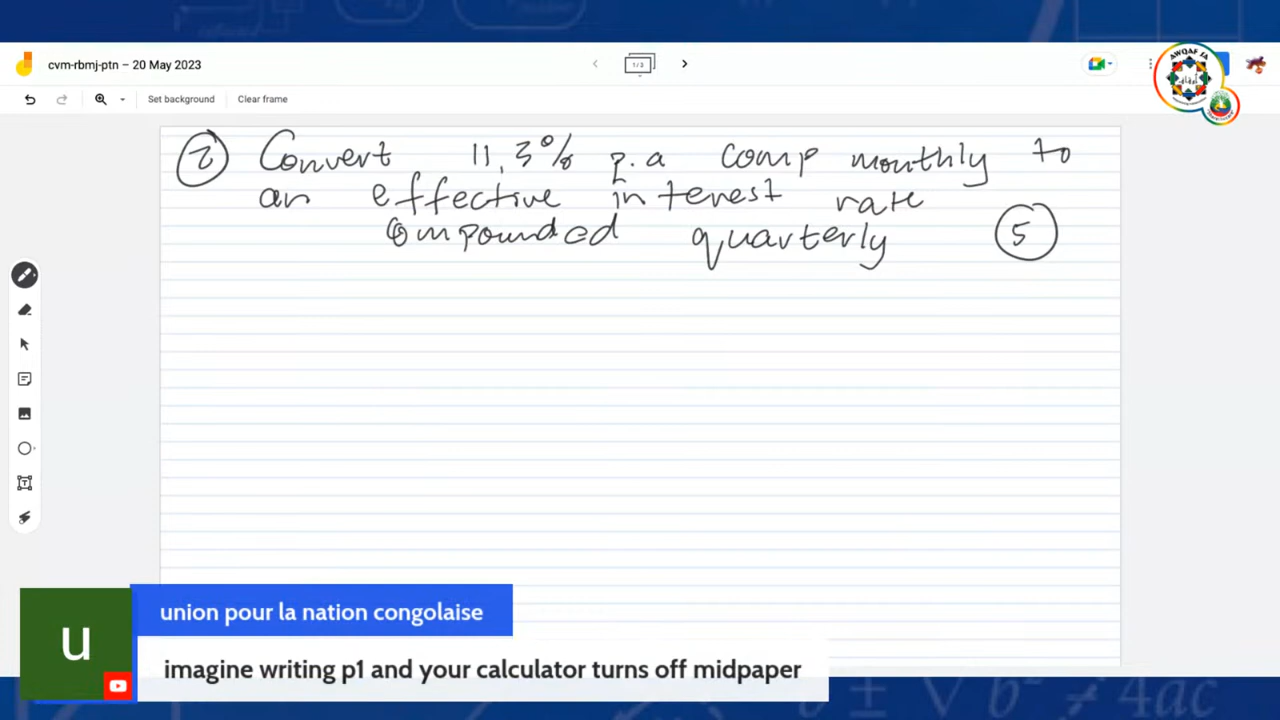 cvm-rbmj-ptn – 20 May 2023
1/3
Set background
Clear frame
2 Convert 11,3% p.a comp monthly to
an effective interest rate
compounded quarterly 5
u
union pour la nation congolaise
imagine writing p1 and your calculator turns off midpaper
AWQAF SA